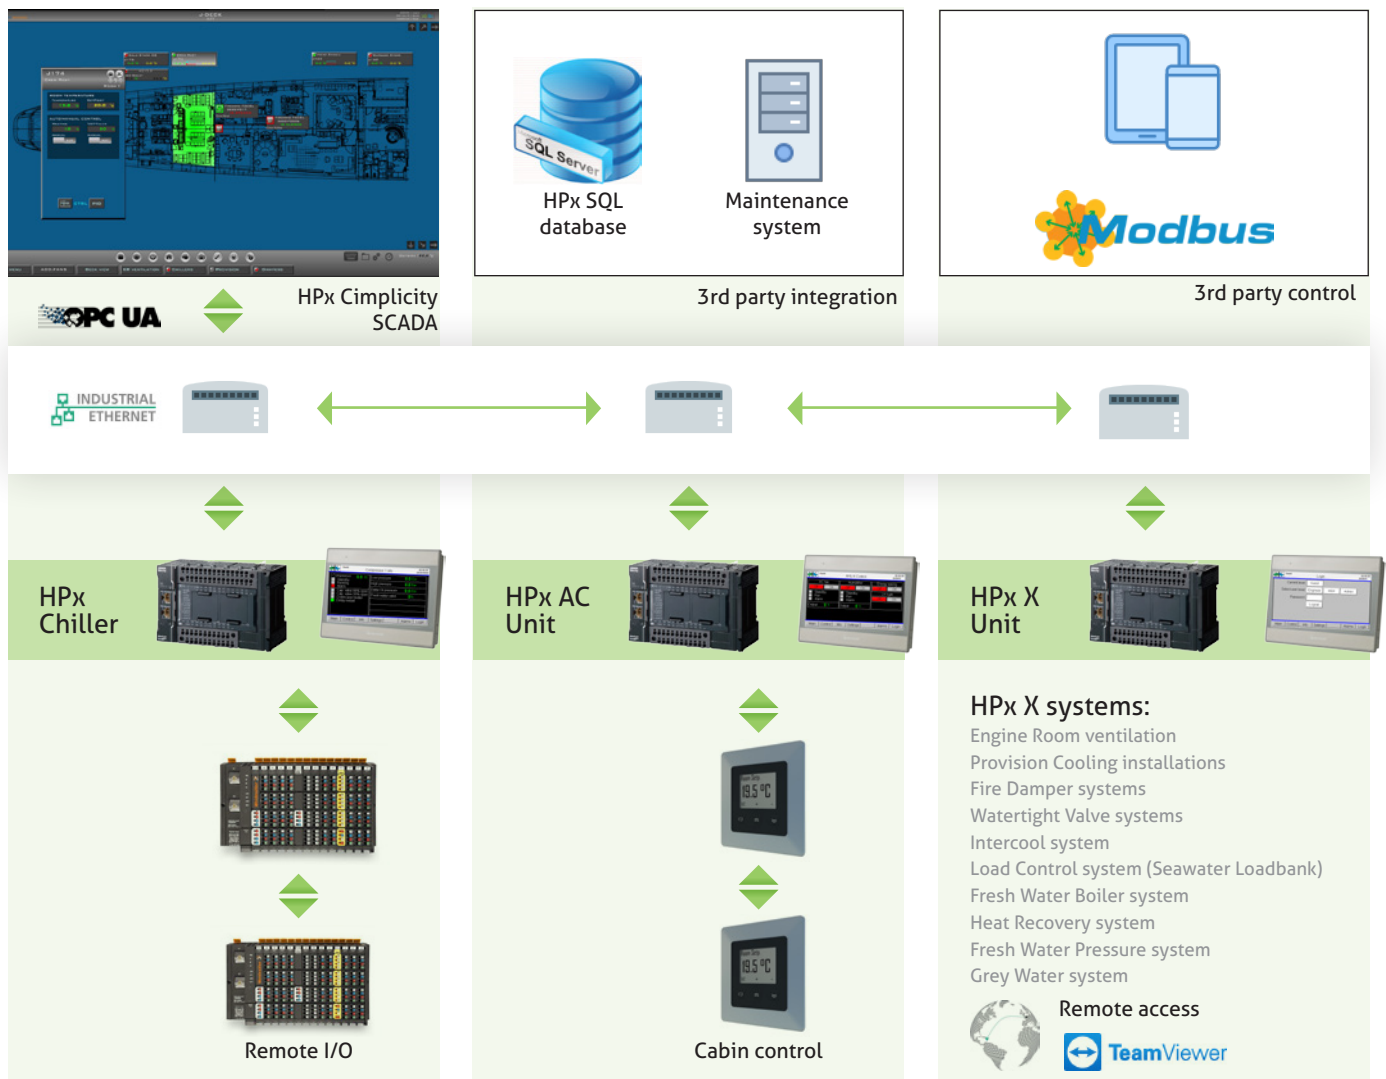 SQL Server
HPx SQL
database
Maintenance
system
Modbus
OPC UA
HPx Cimplicity
SCADA
3rd party integration
3rd party control
INDUSTRIAL
ETHERNET
HPx
Chiller
HPx AC
Unit
HPx X
Unit
19.5 °C
19.5 °C
Remote I/O
Cabin control
HPx X systems:
Engine Room ventilation
Provision Cooling installations
Fire Damper systems
Watertight Valve systems
Intercool system
Load Control system (Seawater Loadbank)
Fresh Water Boiler system
Heat Recovery system
Fresh Water Pressure system
Grey Water system
Remote access
TeamViewer